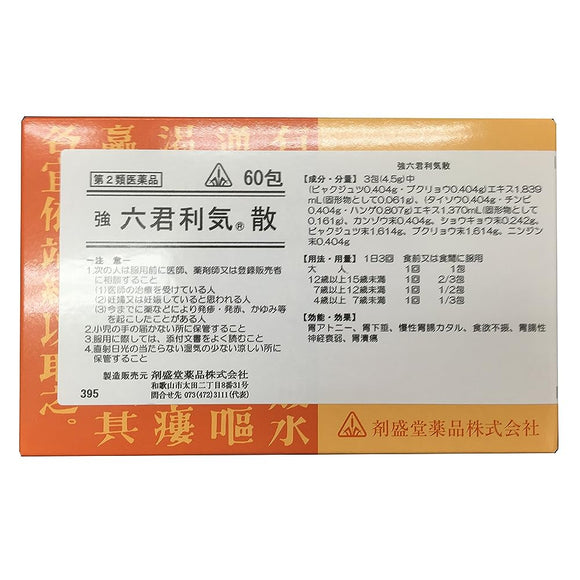 第2類医薬品
60包
強 六君利気® 散
―注 意―
1.次の人は服用前に医師、薬剤師又は登録販売者
に相談すること
(1)医師の治療を受けている人
(2)妊婦又は妊娠していると思われる人
(3)今までに薬などにより発疹・発赤、かゆみ等
を起こしたことがある人
2.小児の手の届かない所に保管すること
3.服用に際しては、添付文書をよく読むこと
4.直射日光の当たらない湿気の少ない涼しい所に
保管すること
製造販売元 剤盛堂薬品株式会社
和歌山市太田二丁目8番31号
問合せ先 073(472)3111(代表)
395
強六君利気散
【成分・分量】 3包(4.5g)中
(ビャクジュツ0.404g・ブクリョウ0.404g)エキス1.839
mL(固形物として0.061g)、(タイソウ0.404g・チンピ
0.404g・ハンゲ0.807g)エキス1.370mL(固形物として
0.161g)、カンゾウ末0.404g、ショウキョウ末0.242g、
ビャクジュツ末1.614g、ブクリョウ末1.614g、ニンジン
末0.404g
【用法・用量】 1日3回 食前又は食間に服用
大 人 1回 1包
12歳以上15歳未満 1回 2/3包
7歳以上12歳未満 1回 1/2包
4歳以上 7歳未満 1回 1/3包
【効能・効果】
胃アトニー、胃下垂、慢性胃腸カタル、食欲不振、胃腸性
神経衰弱、胃潰瘍
剤盛堂薬品株式会社